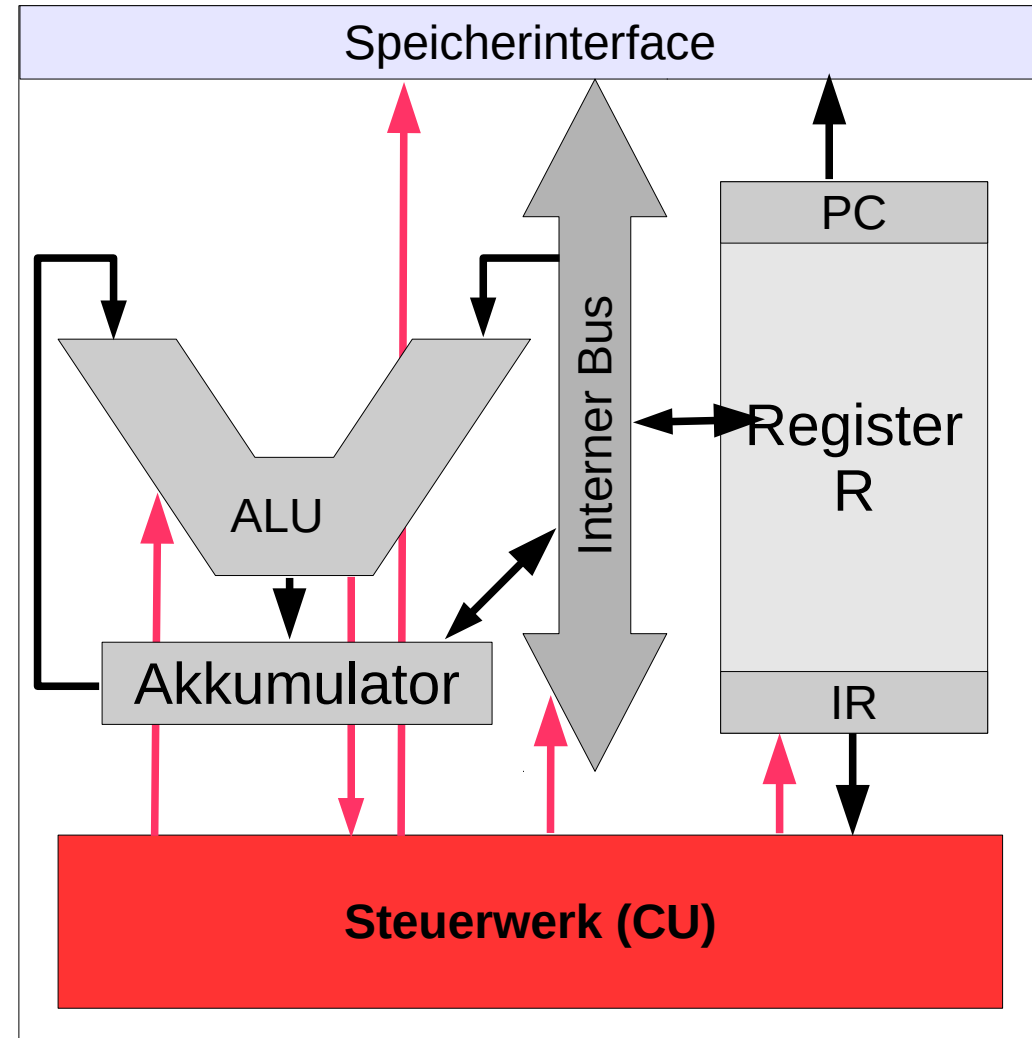 Speicherinterface
PC
Interner Bus
Register
R
ALU
Akkumulator
IR
Steuerwerk (CU)